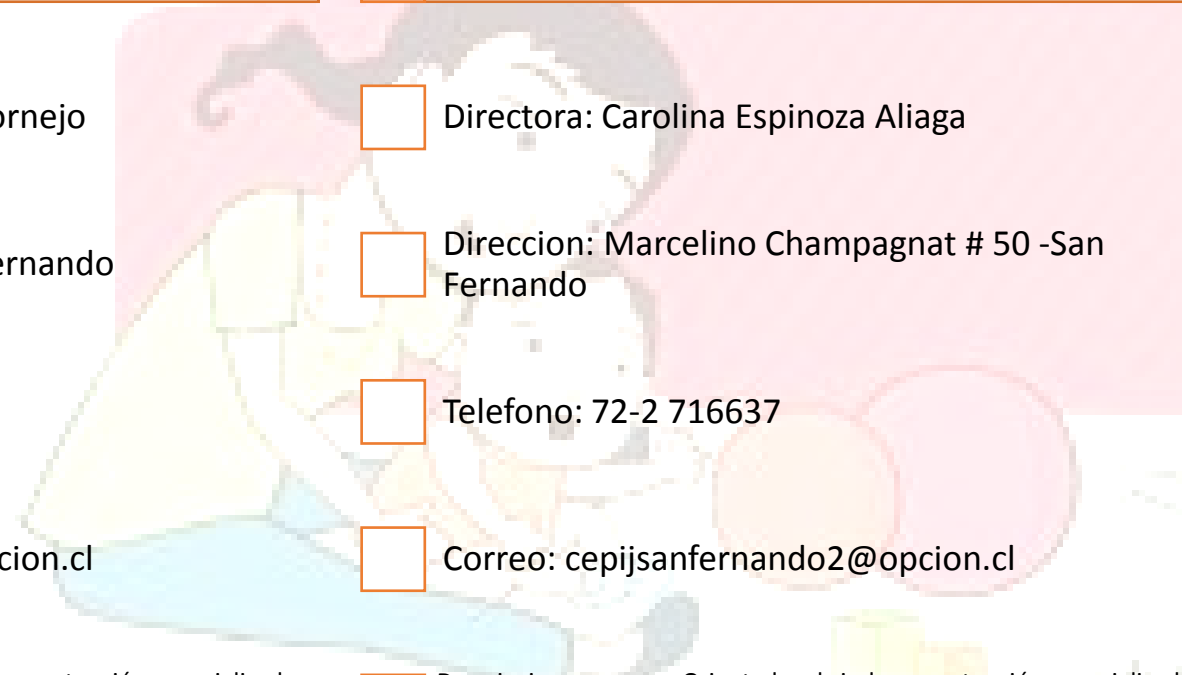 ornejo
ernando
cion.cl
Directora: Carolina Espinoza Aliaga
Direccion: Marcelino Champagnat # 50 -San
Fernando
Telefono: 72-2 716637
Correo: cepijsanfernando2@opcion.cl